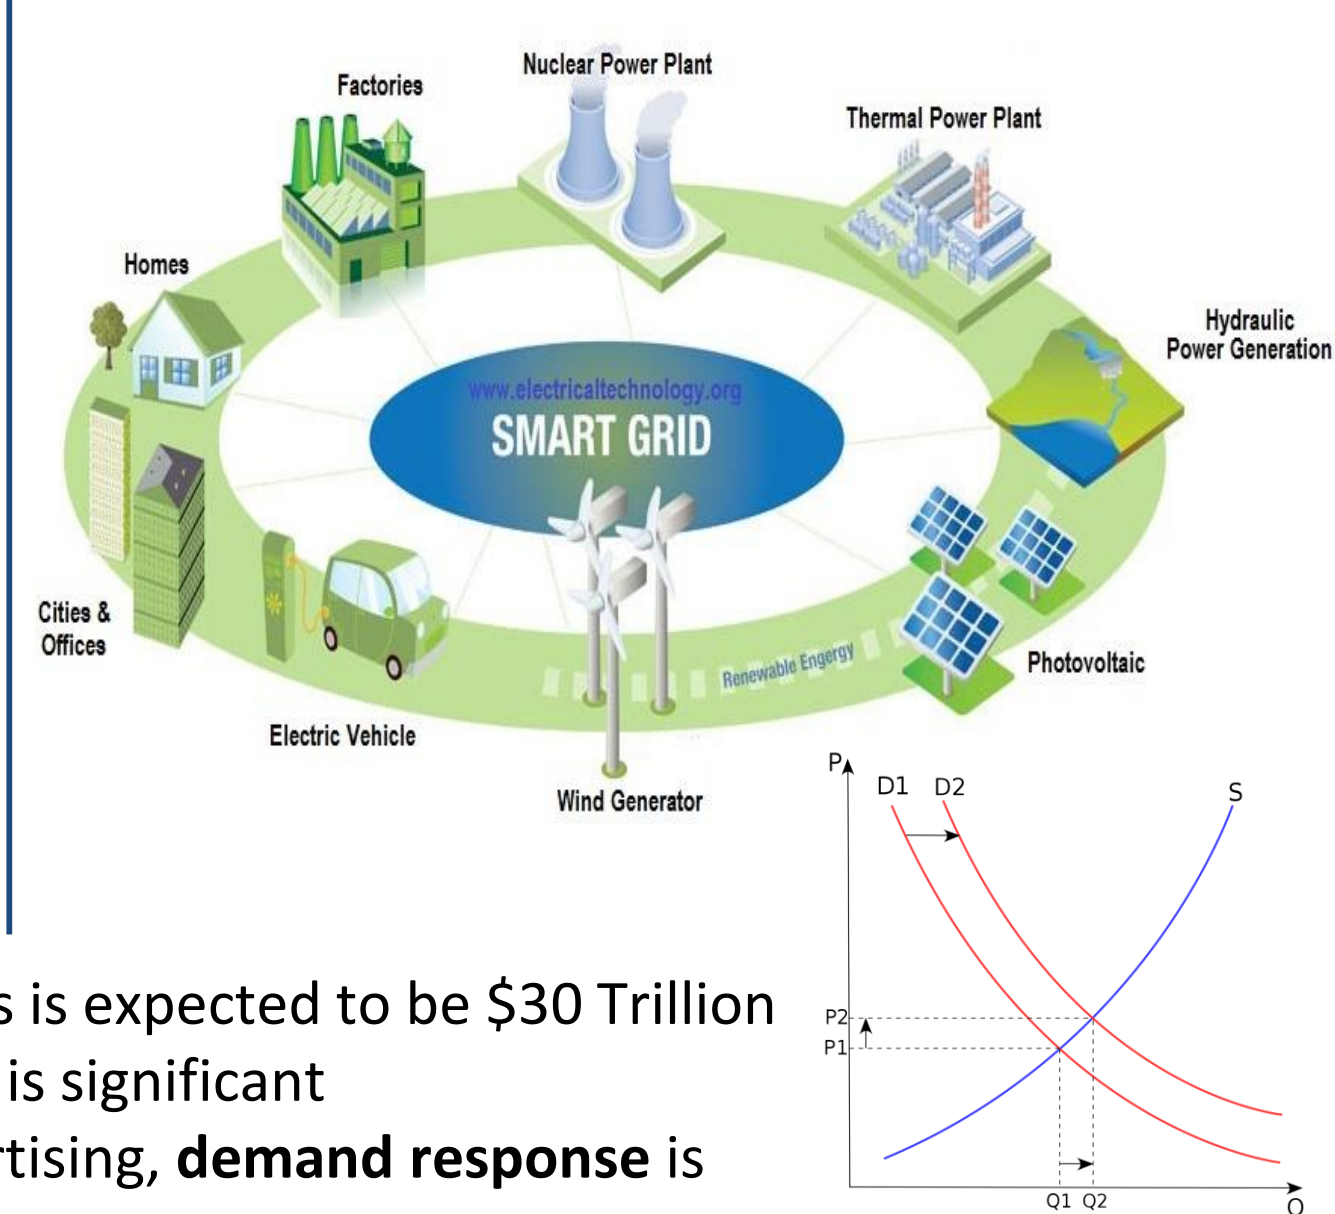 Nuclear Power Plant
Factories
Thermal Power Plant
Homes
Hydraulic
Power Generation
www.electricaltechnology.org
SMART GRID
Cities &
Offices
Renewable Engergy
Photovoltaic
Electric Vehicle
Wind Generator
P
D1 D2
S
P2
P1
Q1 Q2
Q
s is expected to be $30 Trillion
is significant
rtising, demand response is